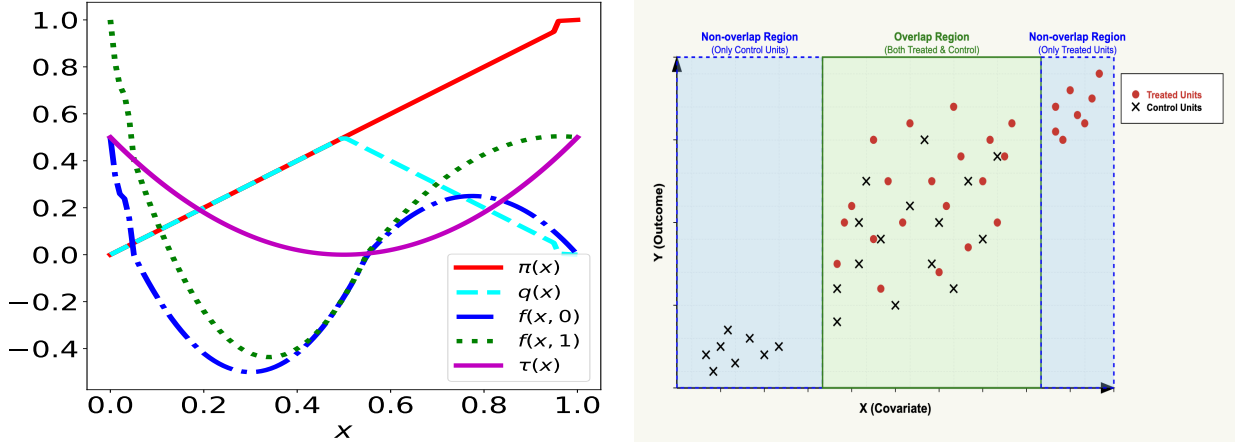 1.0
0.8
0.6
0.4
0.2
0.0
−0.2
−0.4
0.0 0.2 0.4 0.6 0.8 1.0
x
π(x)
q(x)
f(x, 0)
f(x, 1)
τ(x)
Non-overlap Region
(Only Control Units)
Overlap Region
(Both Treated & Control)
Non-overlap Region
(Only Treated Units)
Treated Units
Control Units
Y (Outcome)
X (Covariate)